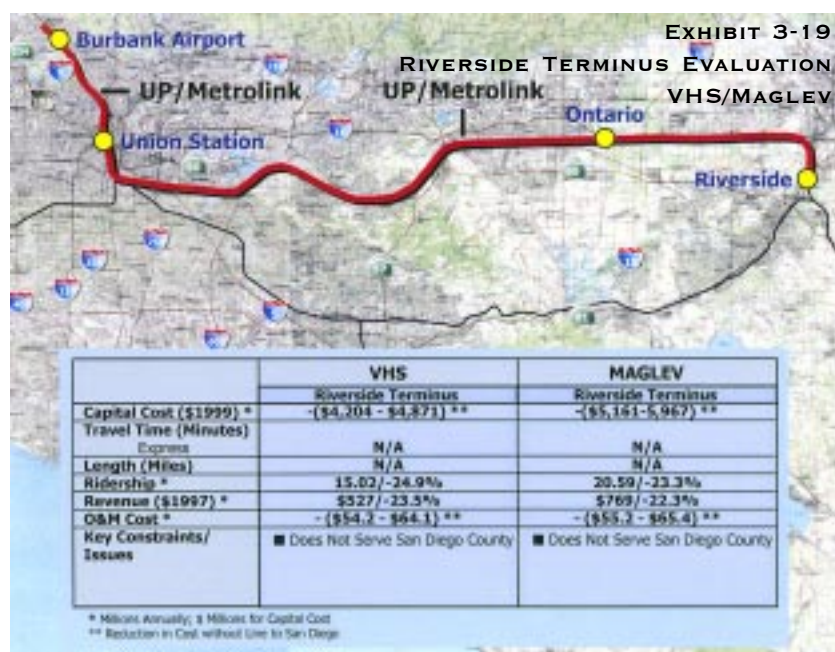 EXHIBIT 3-19
RIVERSIDE TERMINUS EVALUATION
VHS/MAGLEV
Burbank Airport
UP/Metrolink
UP/Metrolink
Ontario
Union Station
Riverside
VHS MAGLEV
Riverside Terminus Riverside Terminus
Capital Cost ($1999) * -($4,204 - $4,871) ** -($5,161-5,967) **
Travel Time (Minutes)
Express N/A N/A
Length (Miles) N/A N/A
Ridership * 15.02/-24.9% 20.59/-23.3%
Revenue ($1997) * $527/-23.5% $769/-22.3%
O&M Cost * - ($54.2 - $64.1) ** - ($55.2 - $65.4) **
Key Constraints/ ■ Does Not Serve San Diego County ■ Does Not Serve San Diego County
Issues
* Millions Annually; $ Millions for Capital Cost
** Reduction in Cost without Line to San Diego